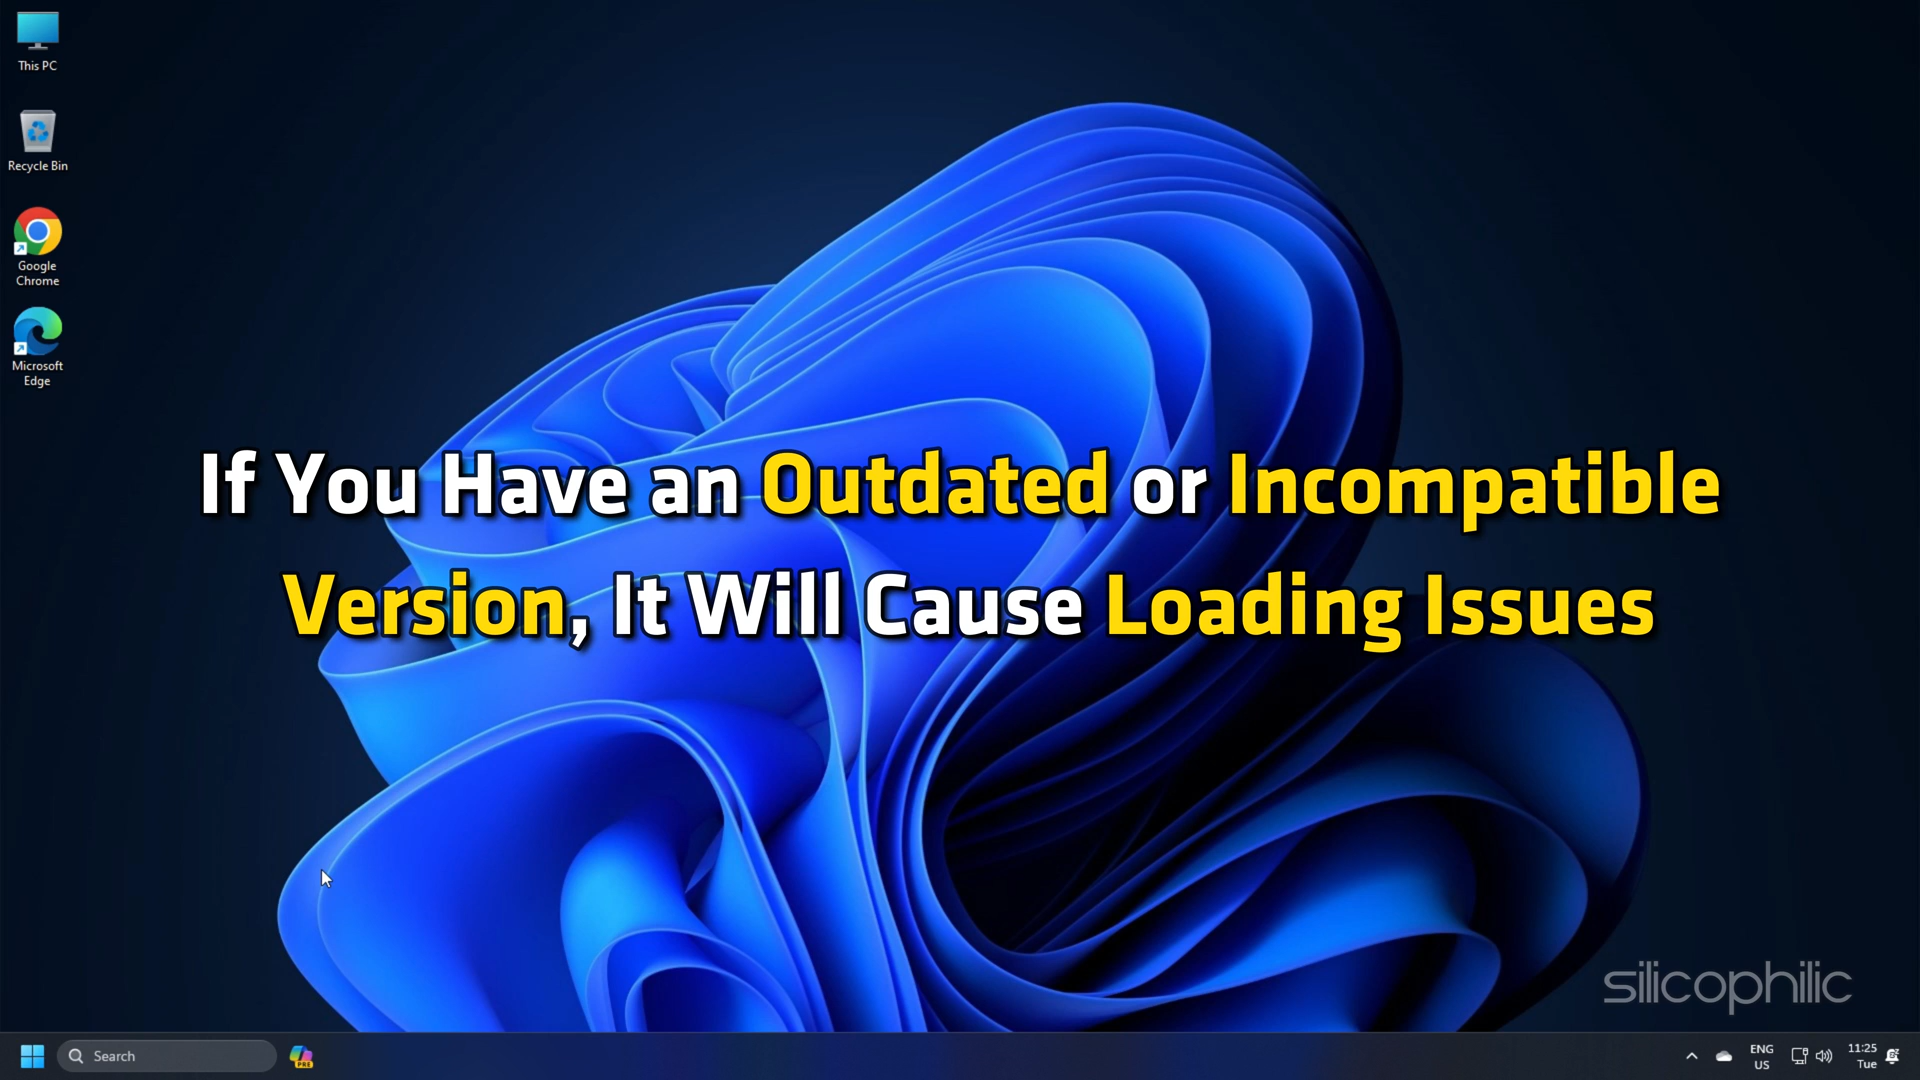 This PC
Recycle Bin
Google
Chrome
Microsoft
Edge
If You Have an Outdated or Incompatible
Version, It Will Cause Loading Issues
silicophilic
Search
PRE
ENG
US
11:25
Tue